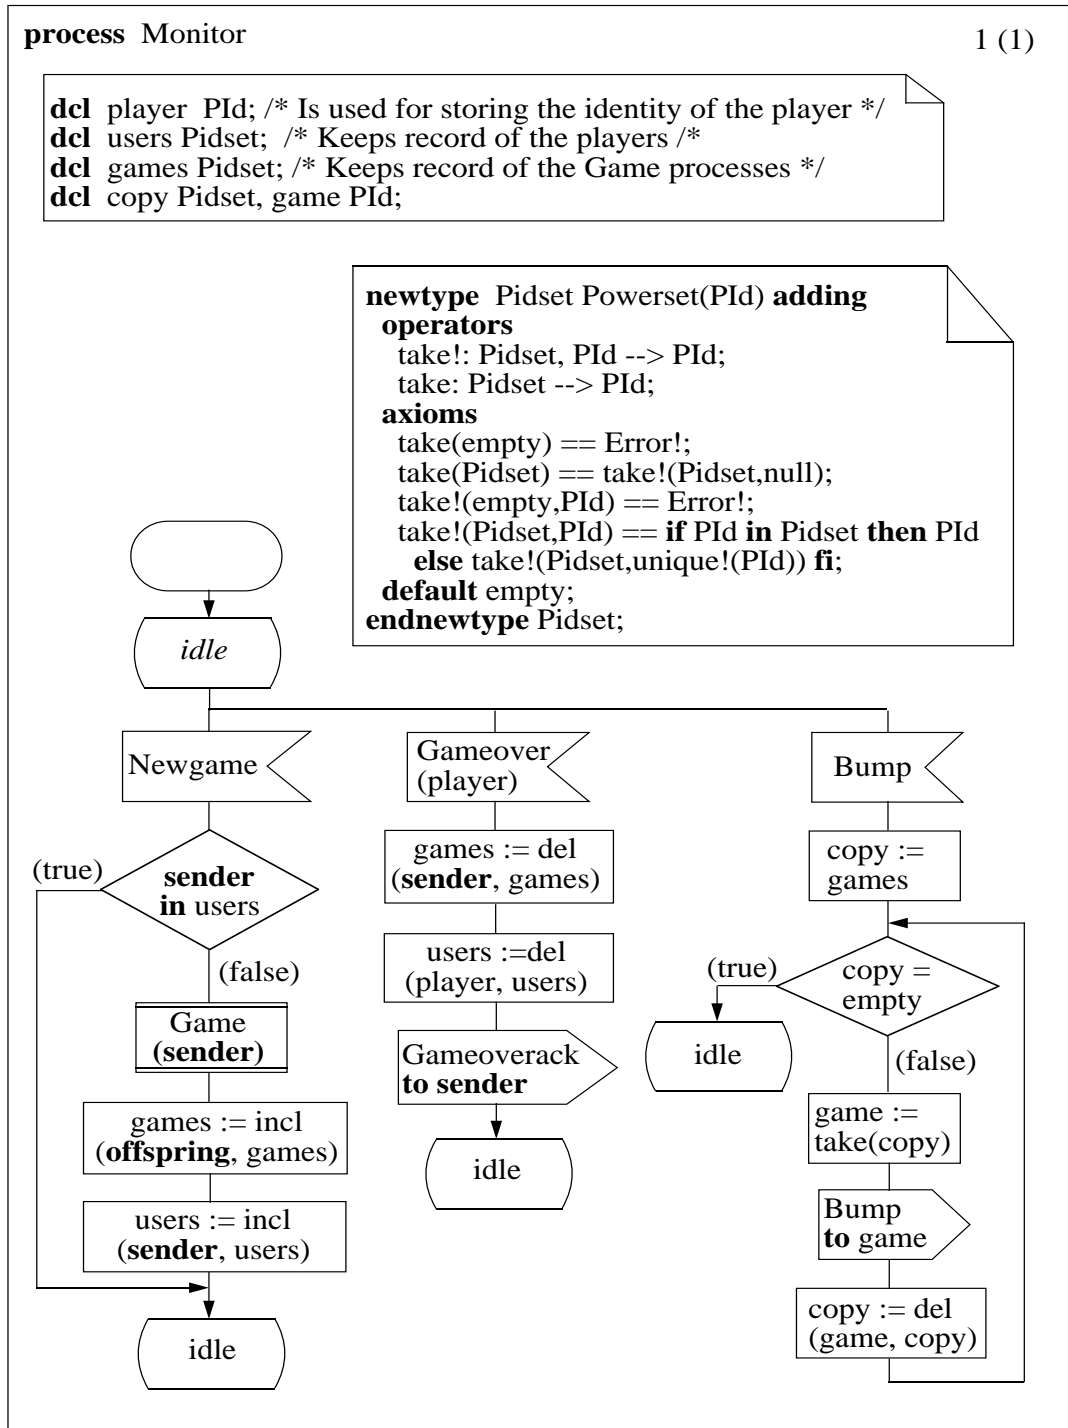 process Monitor
1 (1)
dcl player PId; /* Is used for storing the identity of the player */
dcl users Pidset; /* Keeps record of the players /*
dcl games Pidset; /* Keeps record of the Game processes */
dcl copy Pidset, game PId;
newtype Pidset Powerset(PId) adding
operators
take!: Pidset, PId --> PId;
take: Pidset --> PId;
axioms
take(empty) == Error!;
take(Pidset) == take!(Pidset,null);
take!(empty,PId) == Error!;
take!(Pidset,PId) == if PId in Pidset then PId
else take!(Pidset,unique!(PId)) fi;
default empty;
endnewtype Pidset;
idle
Newgame
(true)
sender
in users
(false)
Game
(sender)
games := incl
(offspring, games)
users := incl
(sender, users)
idle
Gameover
(player)
games := del
(sender, games)
users :=del
(player, users)
Gameoverack
to sender
idle
Bump
copy :=
games
(true)
copy =
empty
idle
(false)
game :=
take(copy)
Bump
to game
copy := del
(game, copy)